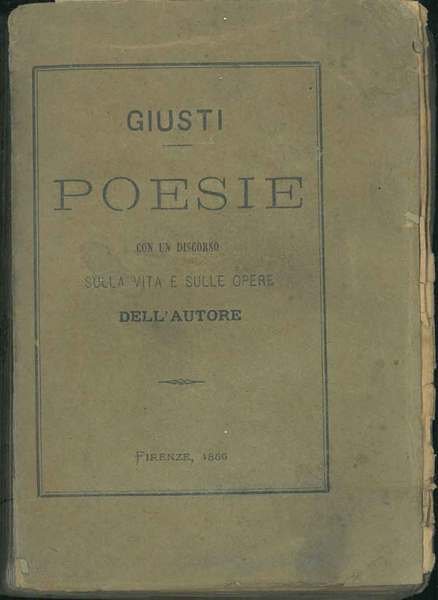 GIUSTI
POESIE
CON UN DISCORSO
SULLA VITA E SULLE OPERE
DELL'AUTORE
FIRENZE, 1866